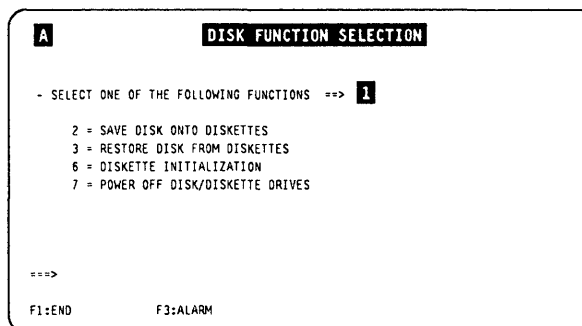 A DISK FUNCTION SELECTION
- SELECT ONE OF THE FOLLOWING FUNCTIONS ==> 1
2 = SAVE DISK ONTO DISKETTES
3 = RESTORE DISK FROM DISKETTES
6 = DISKETTE INITIALIZATION
7 = POWER OFF DISK/DISKETTE DRIVES
===>
F1:END F3:ALARM